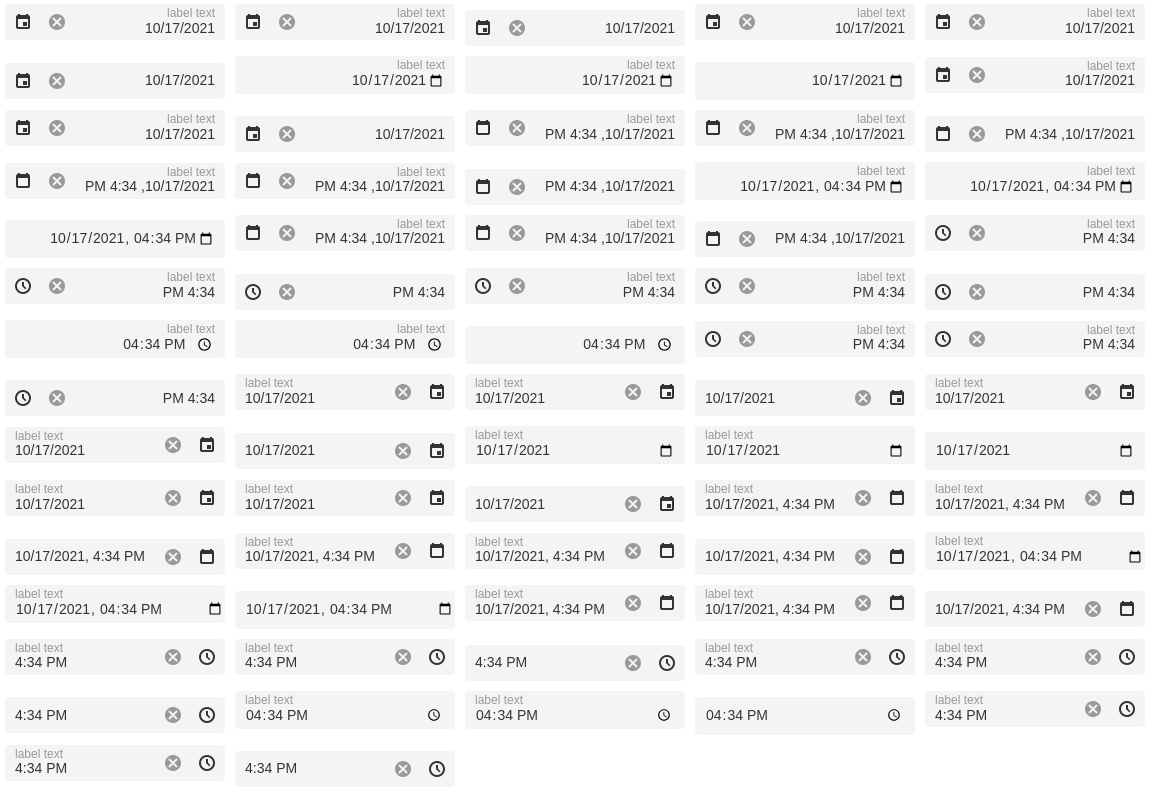 label text
10/17/2021
label text
10/17/2021
10/17/2021
label text
10/17/2021
label text
10/17/2021
10/17/2021
label text
10/17/2021
label text
10/17/2021
10/17/2021
label text
10/17/2021
label text
10/17/2021
10/17/2021
label text
PM 4:34 ,10/17/2021
label text
PM 4:34 ,10/17/2021
PM 4:34 ,10/17/2021
label text
PM 4:34 ,10/17/2021
label text
PM 4:34 ,10/17/2021
PM 4:34 ,10/17/2021
label text
10/17/2021, 04:34 PM
label text
10/17/2021, 04:34 PM
10/17/2021, 04:34 PM
label text
PM 4:34 ,10/17/2021
label text
PM 4:34 ,10/17/2021
PM 4:34 ,10/17/2021
label text
PM 4:34
label text
PM 4:34
PM 4:34
label text
PM 4:34
label text
PM 4:34
PM 4:34
label text
04:34 PM
label text
04:34 PM
04:34 PM
label text
PM 4:34
label text
PM 4:34
PM 4:34
label text
10/17/2021
label text
10/17/2021
10/17/2021
label text
10/17/2021
label text
10/17/2021
10/17/2021
label text
10/17/2021
label text
10/17/2021
10/17/2021
label text
10/17/2021
label text
10/17/2021
10/17/2021
label text
10/17/2021, 4:34 PM
label text
10/17/2021, 4:34 PM
10/17/2021, 4:34 PM
label text
10/17/2021, 4:34 PM
label text
10/17/2021, 4:34 PM
10/17/2021, 4:34 PM
label text
10/17/2021, 04:34 PM
label text
10/17/2021, 04:34 PM
10/17/2021, 04:34 PM
label text
10/17/2021, 4:34 PM
label text
10/17/2021, 4:34 PM
10/17/2021, 4:34 PM
label text
4:34 PM
label text
4:34 PM
4:34 PM
label text
4:34 PM
label text
4:34 PM
4:34 PM
label text
04:34 PM
label text
04:34 PM
04:34 PM
label text
4:34 PM
label text
4:34 PM
4:34 PM